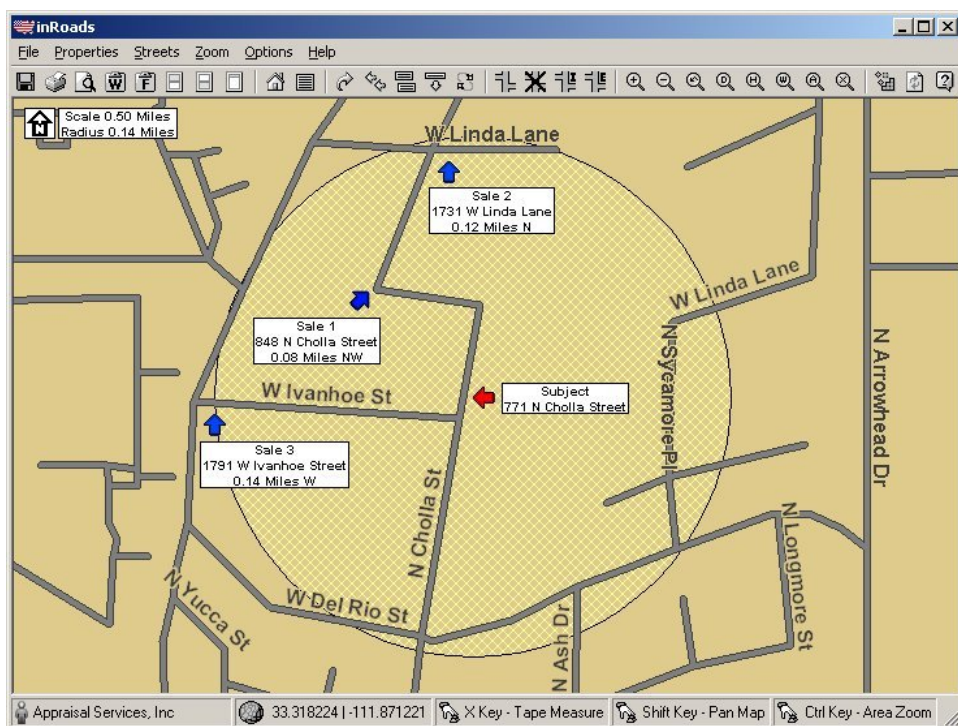 inRoads
File Properties Streets Zoom Options Help
N
Scale 0.50 Miles
Radius 0.14 Miles
W Linda Lane
Sale 2
1731 W Linda Lane
0.12 Miles N
W Linda Lane
Sale 1
848 N Cholla Street
0.08 Miles NW
N Sycamore Pl
N Arrowhead Dr
W Ivanhoe St
Subject
771 N Cholla Street
Sale 3
1791 W Ivanhoe Street
0.14 Miles W
N Cholla St
N Longmore St
N Yucca St
W Del Rio St
N Ash Dr
Appraisal Services, Inc
33.318224 | -111.871221
X Key - Tape Measure
Shift Key - Pan Map
Ctrl Key - Area Zoom